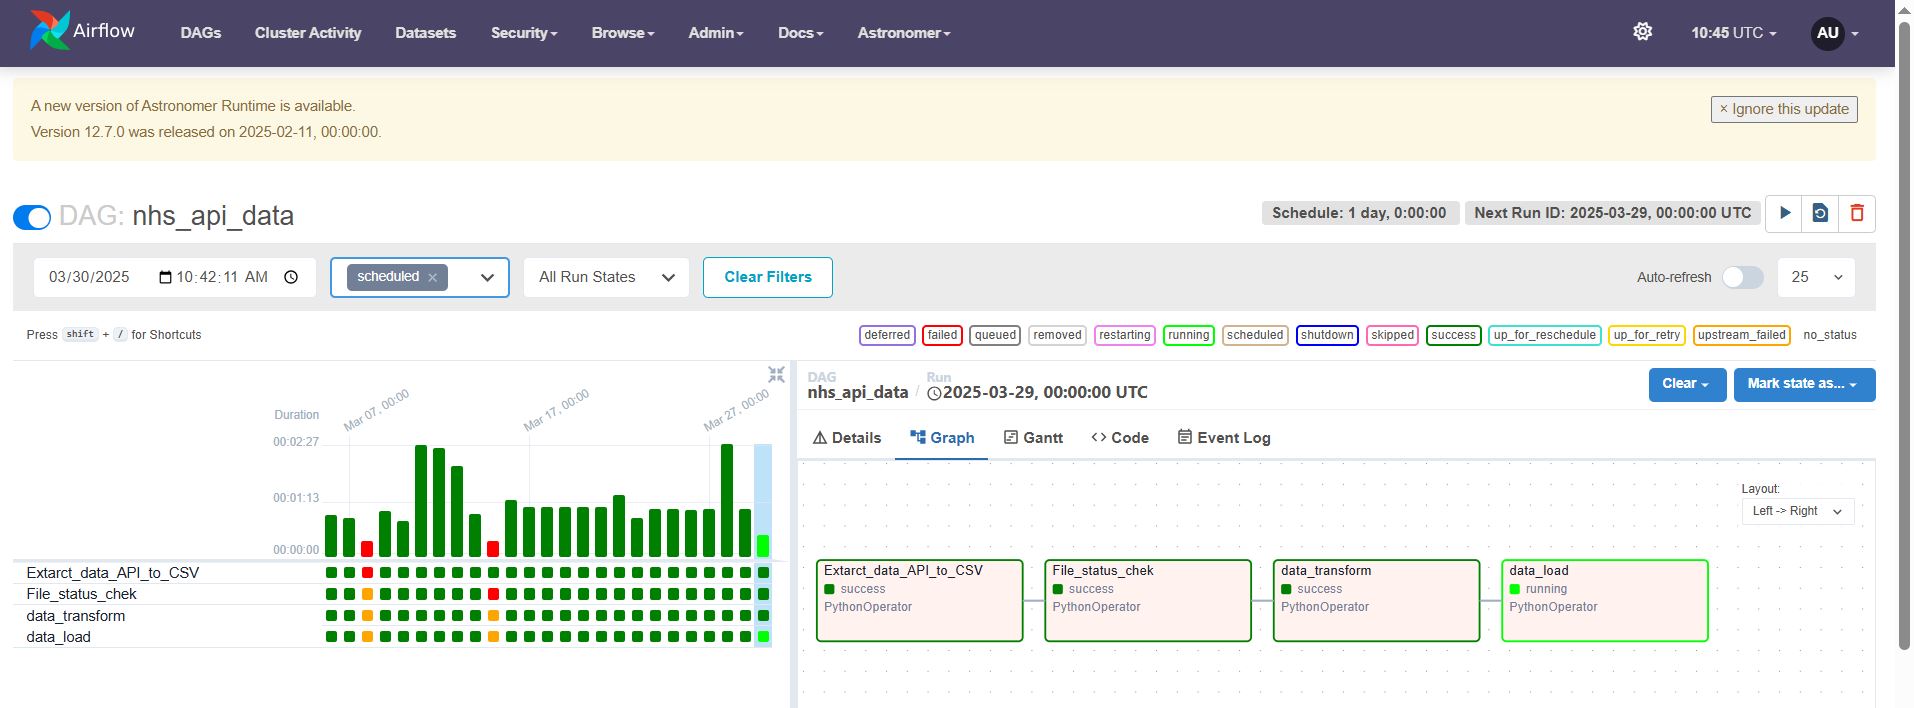 Airflow
DAGs Cluster Activity Datasets Security Browse Admin Docs Astronomer 10:45 UTC AU
A new version of Astronomer Runtime is available.
Version 12.7.0 was released on 2025-02-11, 00:00:00.
× Ignore this update
DAG: nhs_api_data
Schedule: 1 day, 0:00:00 Next Run ID: 2025-03-29, 00:00:00 UTC
03/30/2025 10:42:11 AM scheduled × All Run States Clear Filters Auto-refresh 25
Press shift + / for Shortcuts
deferred failed queued removed restarting running scheduled shutdown skipped success up_for_reschedule up_for_retry upstream_failed no_status
Duration
Mar 07, 00:00 Mar 17, 00:00 Mar 27, 00:00
00:02:27
00:01:13
00:00:00
Extarct_data_API_to_CSV
File_status_chek
data_transform
data_load
DAG Run
nhs_api_data / 2025-03-29, 00:00:00 UTC
Clear Mark state as...
Details Graph Gantt <> Code Event Log
Layout:
Left -> Right
Extarct_data_API_to_CSV
success
PythonOperator
File_status_chek
success
PythonOperator
data_transform
success
PythonOperator
data_load
running
PythonOperator